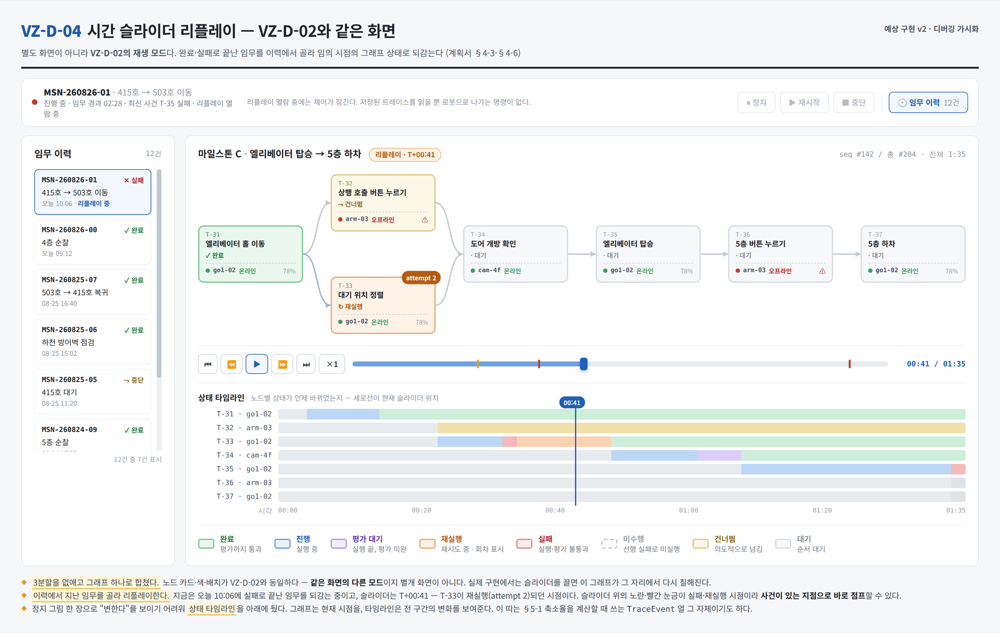 VZ-D-04 시간 슬라이더 리플레이 — VZ-D-02와 같은 화면
예상 구현 v2 · 디버깅 가시화
별도 화면이 아니라 VZ-D-02의 재생 모드다. 완료·실패로 끝난 임무를 이력에서 골라 임의 시점의 그래프 상태로 되감는다 (계획서 §4-3·§4-6)
MSN-260826-01 · 415호 → 503호 이동
진행 중 · 임무 경과 02:28 · 최신 사건 T-35 실패 · 리플레이 열
람 중
리플레이 열람 중에는 제어가 잠긴다. 저장된 트레이스를 읽을 뿐 로봇으로 나가는 명령이 없다.
⏸ 정지
▶ 재시작
■ 중단
🕘 임무 이력 12건
임무 이력 12건
MSN-260826-01 ✕ 실패
415호 → 503호 이동
오늘 10:06 · 리플레이 중
MSN-260826-00 ✓ 완료
4층 순찰
오늘 09:12
MSN-260825-07 ✓ 완료
503호 → 415호 복귀
08-25 16:40
MSN-260825-06 ✓ 완료
하천 방어벽 점검
08-25 15:02
MSN-260825-05 ⤳ 중단
415호 대기
08-25 11:20
MSN-260824-09 ✓ 완료
5층 순찰
12건 중 7건 표시
마일스톤 C · 엘리베이터 탑승 → 5층 하차
리플레이 · T+00:41
seq #142 / 총 #204 · 전체 1:35
T-31
엘리베이터 홀 이동
✓ 완료
go1-02 온라인 78%
T-32
상행 호출 버튼 누르기
⤳ 건너뜀
arm-03 오프라인 ⚠
attempt 2
T-33
대기 위치 정렬
↻ 재실행
go1-02 온라인 78%
T-34
도어 개방 확인
· 대기
cam-4f 온라인
T-35
엘리베이터 탑승
· 대기
go1-02 온라인 78%
T-36
5층 버튼 누르기
· 대기
arm-03 오프라인 ⚠
T-37
5층 하차
· 대기
go1-02 온라인 78%
⏮ ⏪ ▶ ⏩ ⏭ ×1
00:41 / 01:35
상태 타임라인 노드별 상태가 언제 바뀌었는지 — 세로선이 현재 슬라이더 위치
00:41
T-31 · go1-02
T-32 · arm-03
T-33 · go1-02
T-34 · cam-4f
T-35 · go1-02
T-36 · arm-03
T-37 · go1-02
시각 00:00 00:20 00:40 01:00 01:20 01:35
완료
평가까지 통과
진행
실행 중
평가 대기
실행 끝, 평가 미완
재실행
재시도 중 · 회차 표시
실패
실행·평가 불통과
미수행
선행 실패로 미실행
건너뜀
의도적으로 넘김
대기
순서 대기
◆ 3분할을 없애고 그래프 하나로 합쳤다. 노드 카드·색·배치가 VZ-D-02와 동일하다 — 같은 화면의 다른 모드이지 별개 화면이 아니다. 실제 구현에서는 슬라이더를 끌면 이 그래프가 그 자리에서 다시 칠해진다.
◆ 이력에서 지난 임무를 골라 리플레이한다. 지금은 오늘 10:06에 실패로 끝난 임무를 되감는 중이고, 슬라이더는 T+00:41 — T-33이 재실행(attempt 2)되던 시점이다. 슬라이더 위의 노란·빨간 눈금이 실패·재실행 시점이라 사건이 있는 지점으로 바로 점프할 수 있다.
◆ 정지 그림 한 장으로 "변한다"를 보이기 어려워 상태 타임라인을 아래에 뒀다. 그래프는 현재 시점을, 타임라인은 전 구간의 변화를 보여준다. 이 띠는 §5-1 축소율을 계산할 때 쓰는 TraceEvent 열 그 자체이기도 하다.